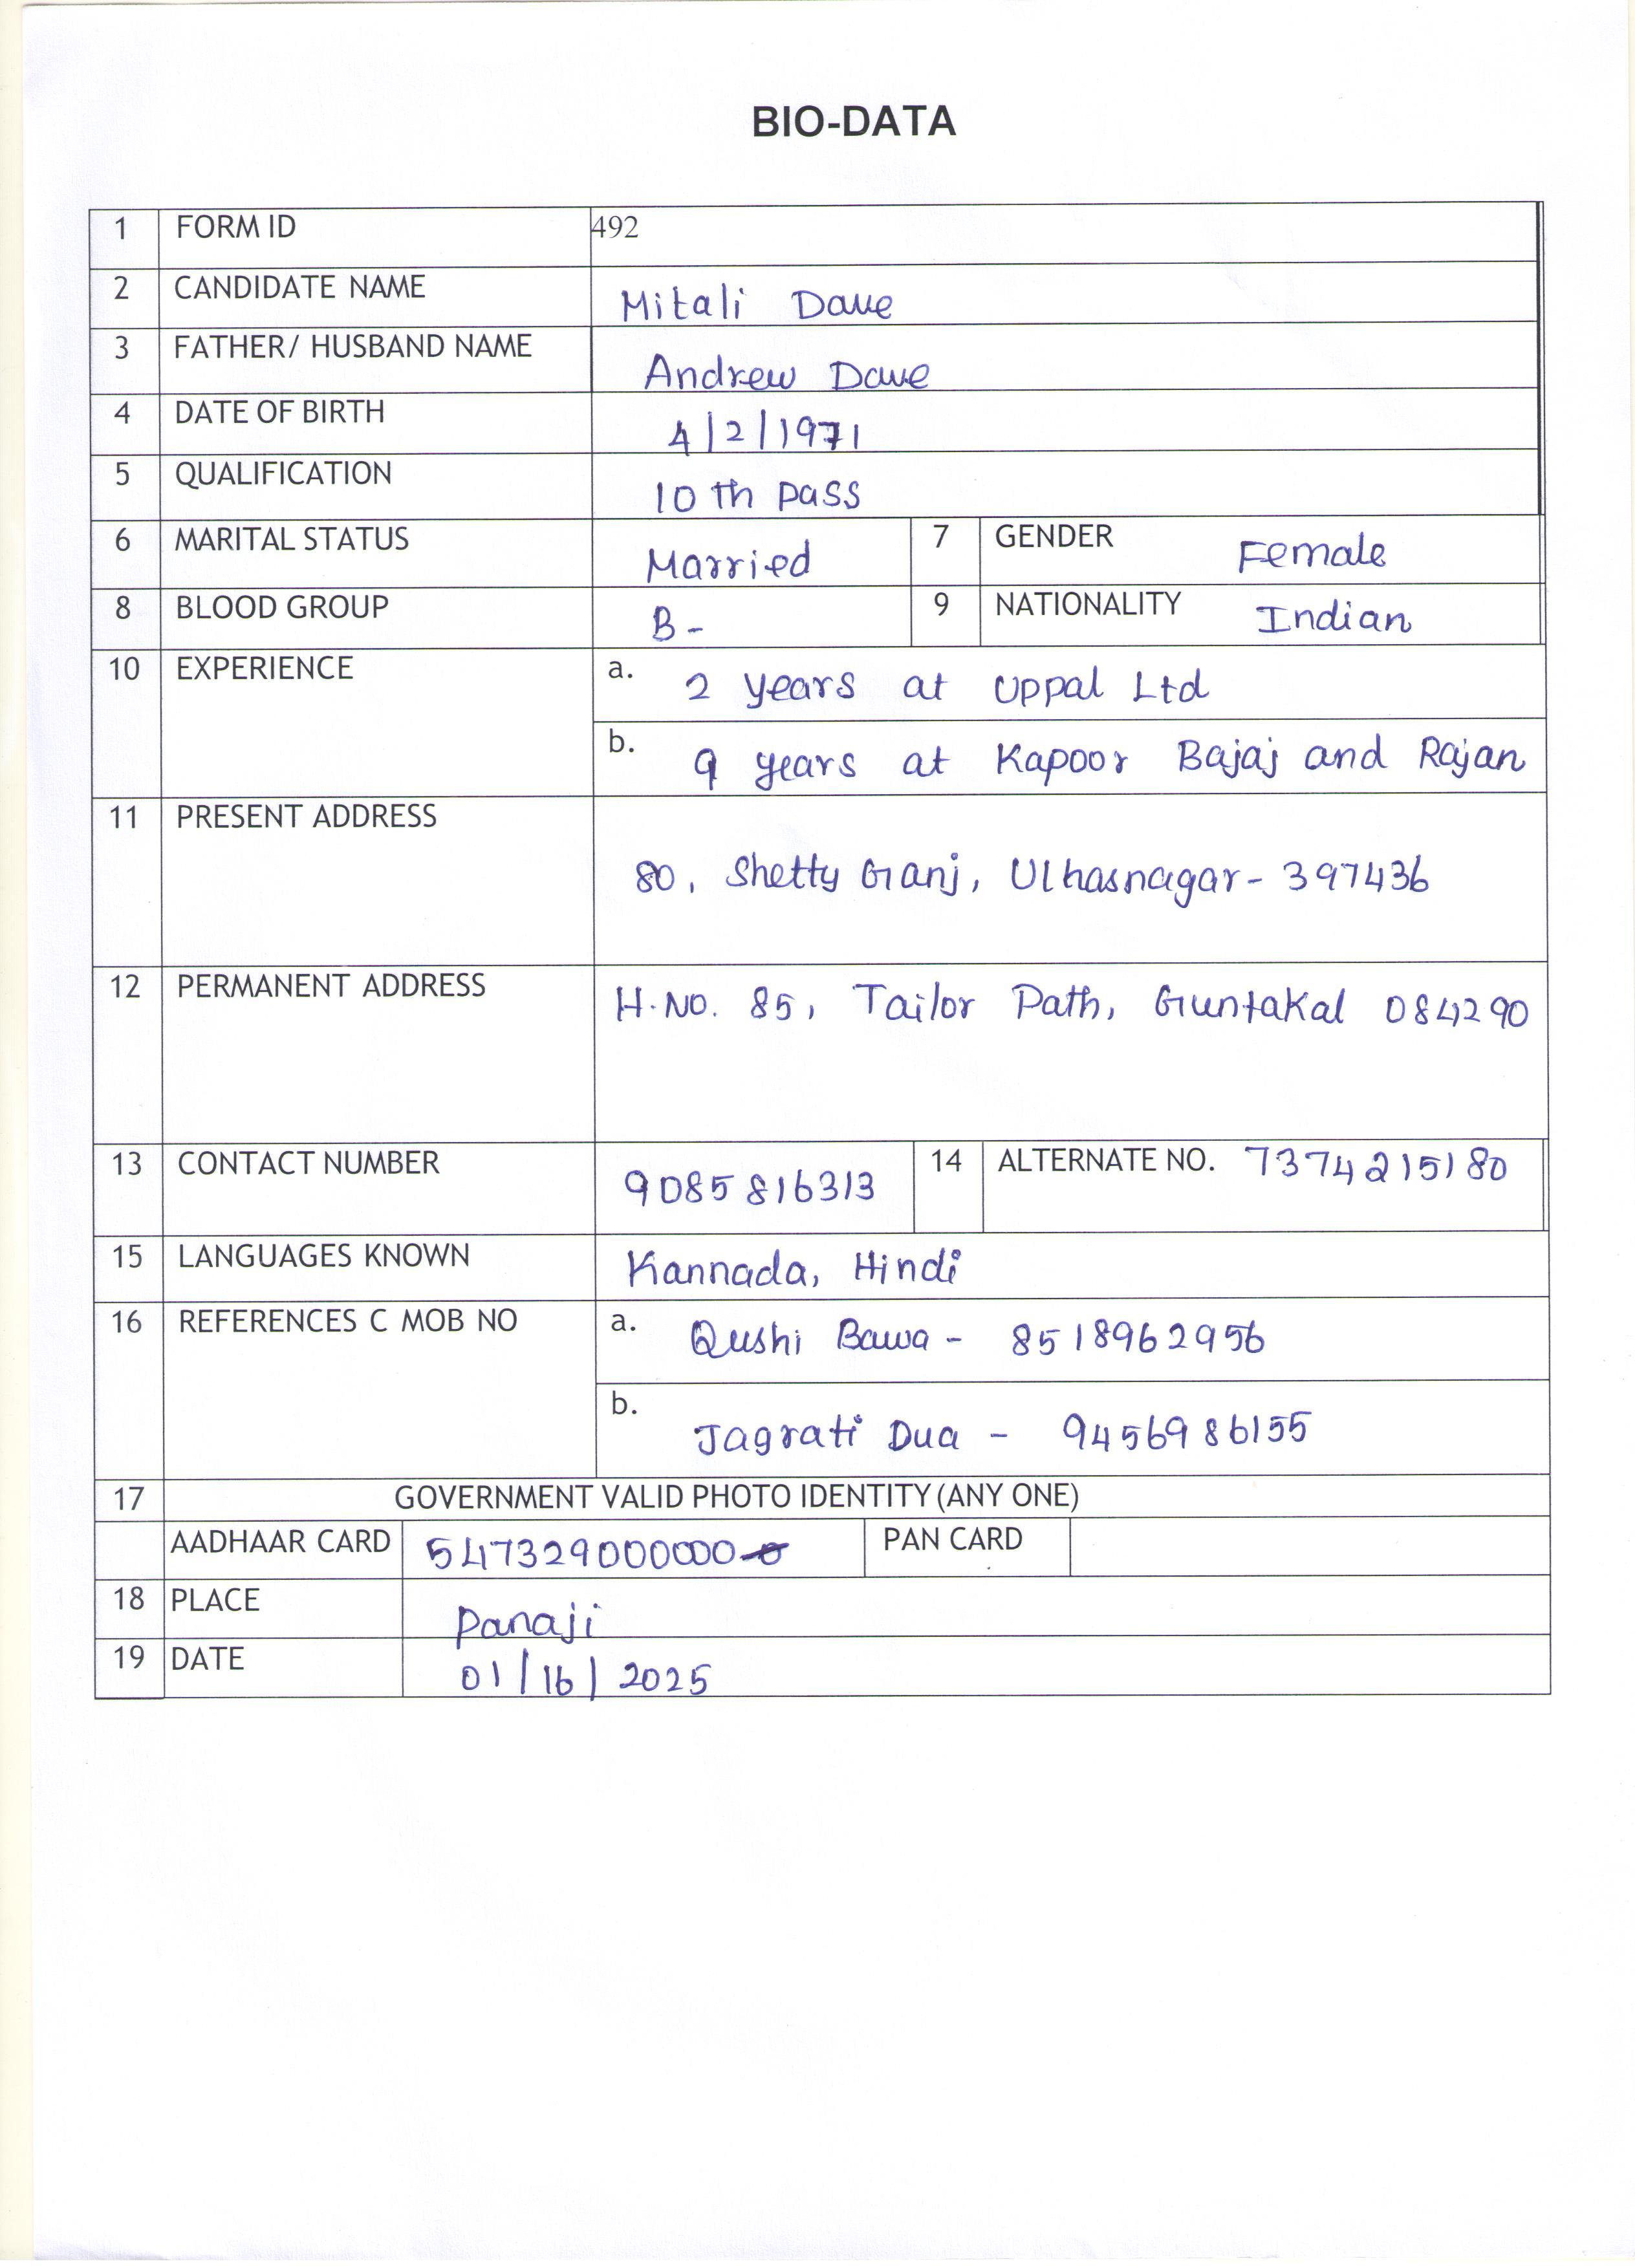 BIO-DATA
1 FORM ID 492
2 CANDIDATE NAME Mitali Dave
3 FATHER/ HUSBAND NAME Andrew Dave
4 DATE OF BIRTH 4/2/1971
5 QUALIFICATION 10 th pass
6 MARITAL STATUS Married 7 GENDER Female
8 BLOOD GROUP B- 9 NATIONALITY Indian
10 EXPERIENCE a. 2 years at Uppal Ltd
b. 9 years at Kapoor Bajaj and Rajan
11 PRESENT ADDRESS
80, Shetty Ganj, Ulhasnagar- 397436
12 PERMANENT ADDRESS H.No. 85, Tailor Path, Guntakal 084290
13 CONTACT NUMBER 9085816313 14 ALTERNATE NO. 7374215180
15 LANGUAGES KNOWN Kannada, Hindi
16 REFERENCES C MOB NO a. Qushi Bawa - 8518962956
b. Jagrati Dua - 9456986155
17 GOVERNMENT VALID PHOTO IDENTITY (ANY ONE)
AADHAAR CARD 547329000000 PAN CARD
18 PLACE Panaji
19 DATE 01/16/2025